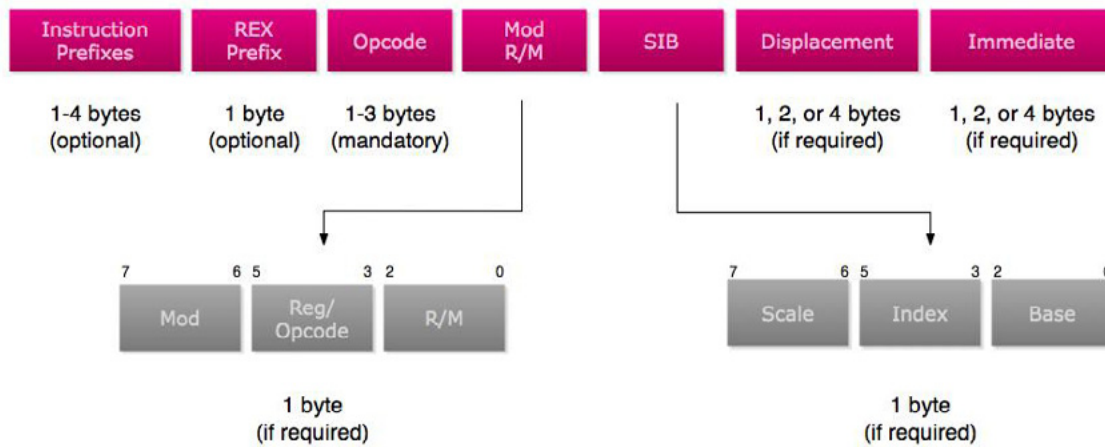 Instruction Prefixes
REX Prefix
Opcode
Mod R/M
SIB
Displacement
Immediate
1-4 bytes (optional)
1 byte (optional)
1-3 bytes (mandatory)
1, 2, or 4 bytes (if required)
1, 2, or 4 bytes (if required)
7 6 5 3 2 0
Mod
Reg/ Opcode
R/M
7 6 5 3 2
Scale
Index
Base
1 byte (if required)
1 byte (if required)